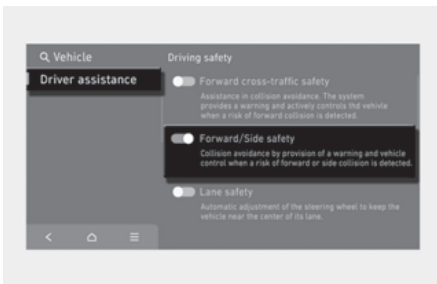 Vehicle
Driving safety
Driver assistance
Forward cross-traffic safety
Assistance in collision avoidance. The system
provides a warning and actively controls thd vehivle
when a risk of forward collision is detected.
Forward/Side safety
Collision avoidance by provision of a warning and vehicle
control when a risk of forward or side collision is detected.
Lane safety
Automatic adjustment of the steering wheel to keep the
vehicle near the center of its lane.